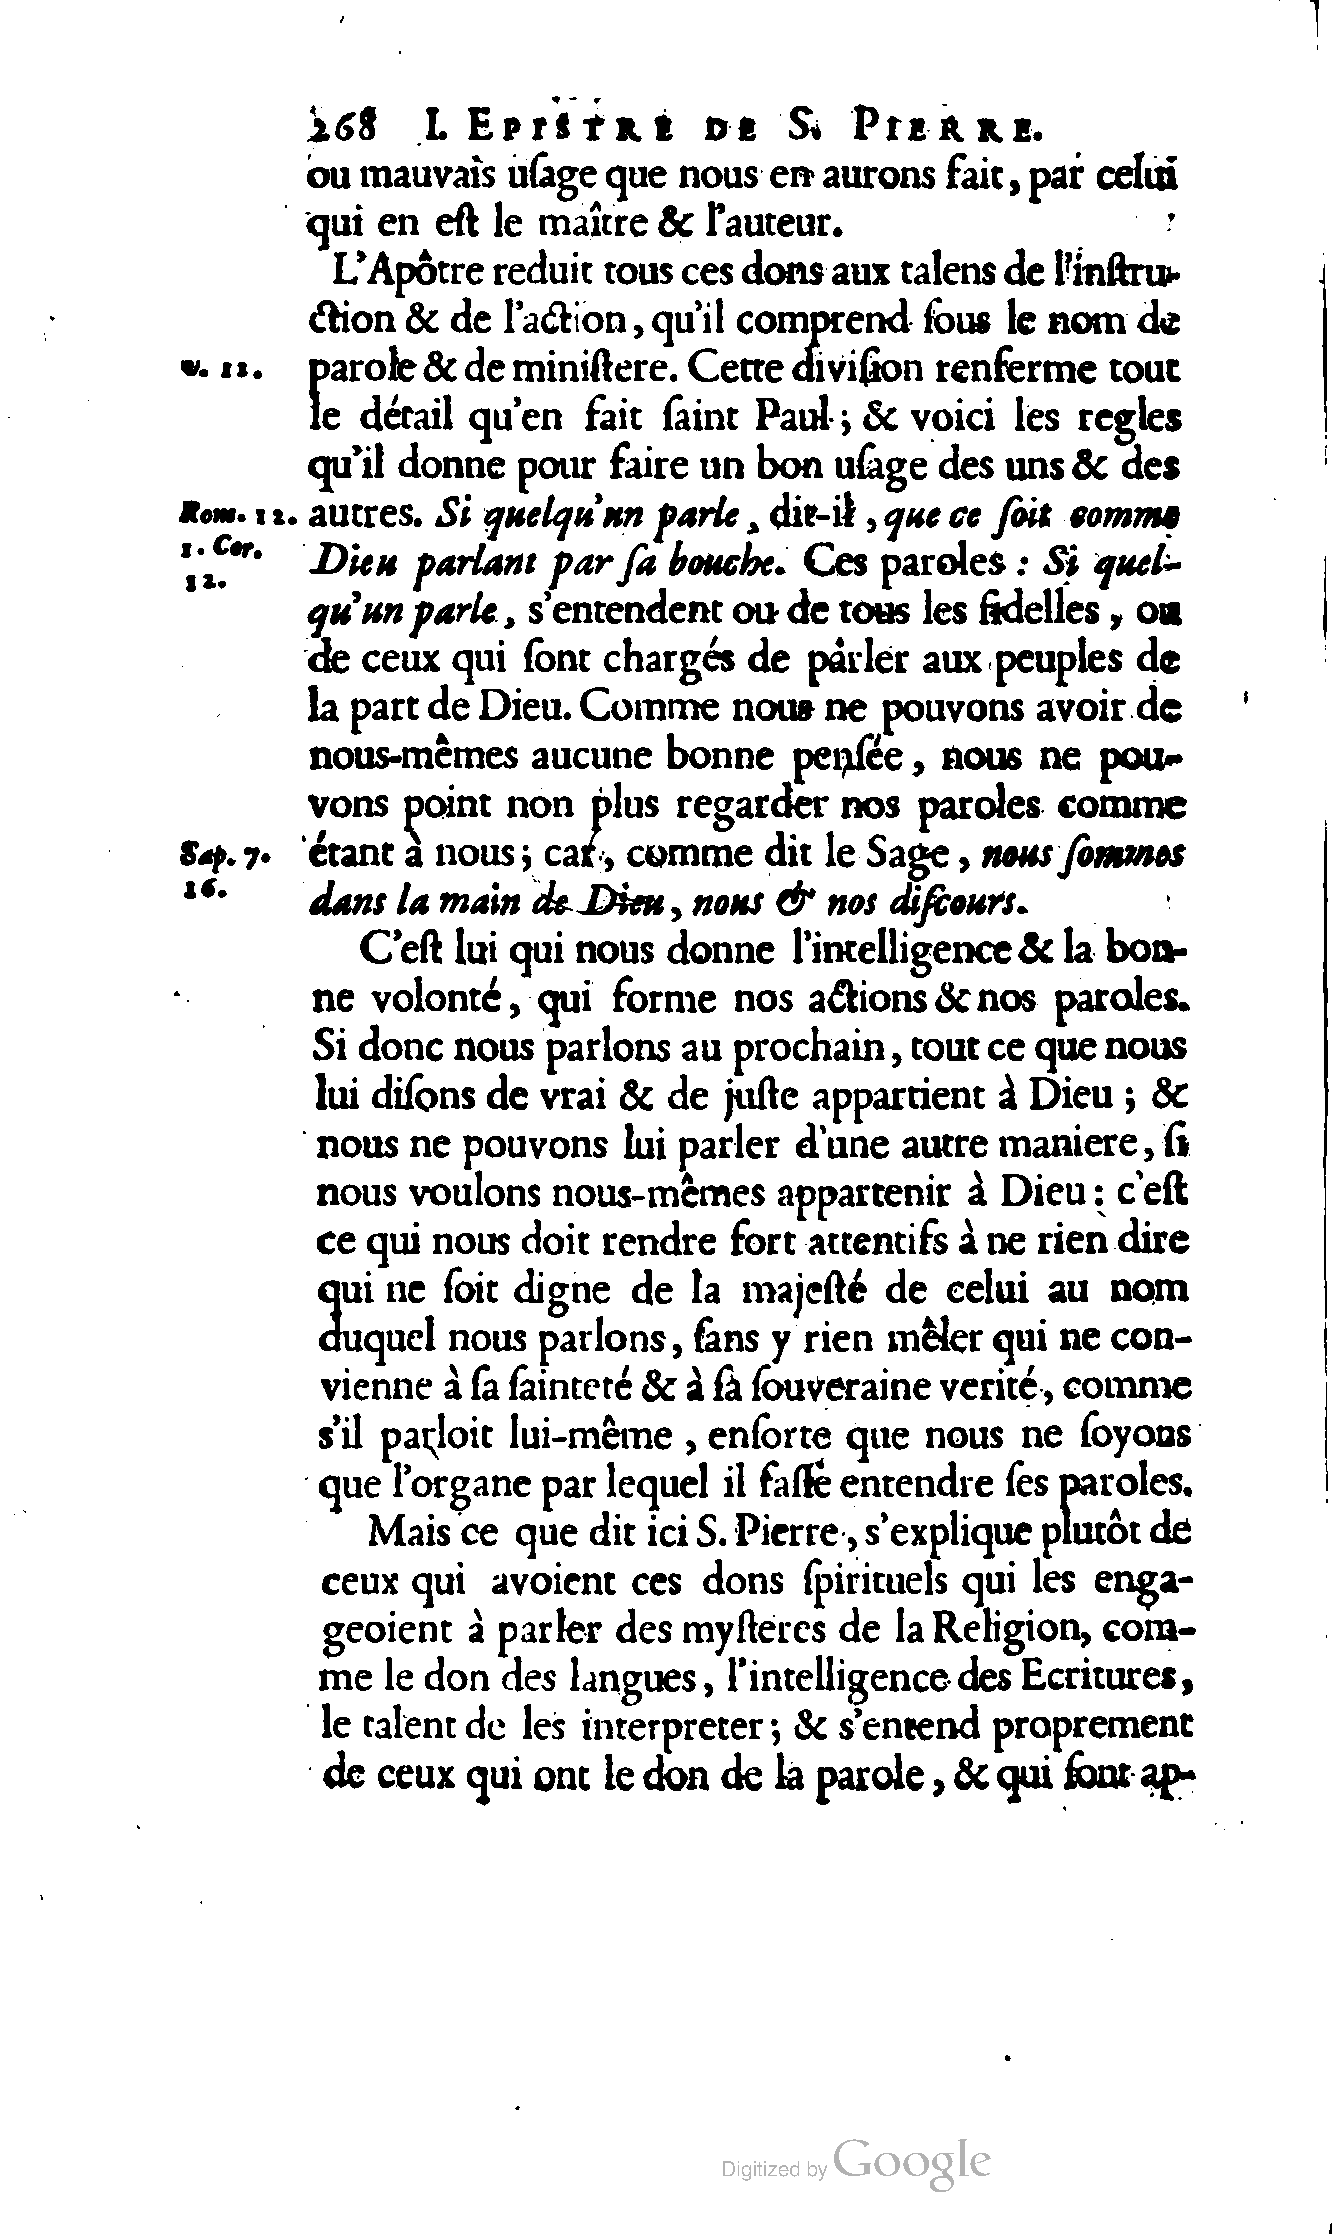 268 I. EPISTRE DE S. PIERRE.
ou mauvais uſage que nous en aurons fait, par celui
qui en eſt le maître & l'auteur.
L'Apôtre reduit tous ces dons aux talens de l'inſtru-
ction & de l'action, qu'il comprend ſous le nom de
v. 11. parole & de miniſtere. Cette diviſion renferme tout
le détail qu'en fait ſaint Paul; & voici les regles
qu'il donne pour faire un bon uſage des uns & des
Rom. 12. autres. Si quelqu'un parle, dit-il, que ce ſoit comme
1. Cor. Dieu parlant par ſa bouche. Ces paroles : Si quel-
12.
qu'un parle, s'entendent ou de tous les fidelles, ou
de ceux qui ſont chargés de pârler aux peuples de
la part de Dieu. Comme nous ne pouvons avoir de
nous-mêmes aucune bonne penſée, nous ne pou-
vons point non plus regarder nos paroles comme
Sap. 7. étant à nous; car, comme dit le Sage, nous ſommes
16. dans la main de Dieu, nous & nos diſcours.
C'eſt lui qui nous donne l'intelligence & la bon-
ne volonté, qui forme nos actions & nos paroles.
Si donc nous parlons au prochain, tout ce que nous
lui diſons de vrai & de juſte appartient à Dieu ; &
nous ne pouvons lui parler d'une autre maniere, ſi
nous voulons nous-mêmes appartenir à Dieu : c'eſt
ce qui nous doit rendre fort attentifs à ne rien dire
qui ne ſoit digne de la majeſté de celui au nom
duquel nous parlons, ſans y rien mêler qui ne con-
vienne à ſa ſainteté & à ſa ſouveraine verité, comme
s'il parloit lui-même, enſorte que nous ne ſoyons
que l'organe par lequel il faſſe entendre ſes paroles.
Mais ce que dit ici S. Pierre, s'explique plutôt de
ceux qui avoient ces dons ſpirituels qui les enga-
geoient à parler des myſteres de la Religion, com-
me le don des langues, l'intelligence des Ecritures,
le talent de les interpreter; & s'entend proprement
de ceux qui ont le don de la parole, & qui ſont ap-
Digitized by Google